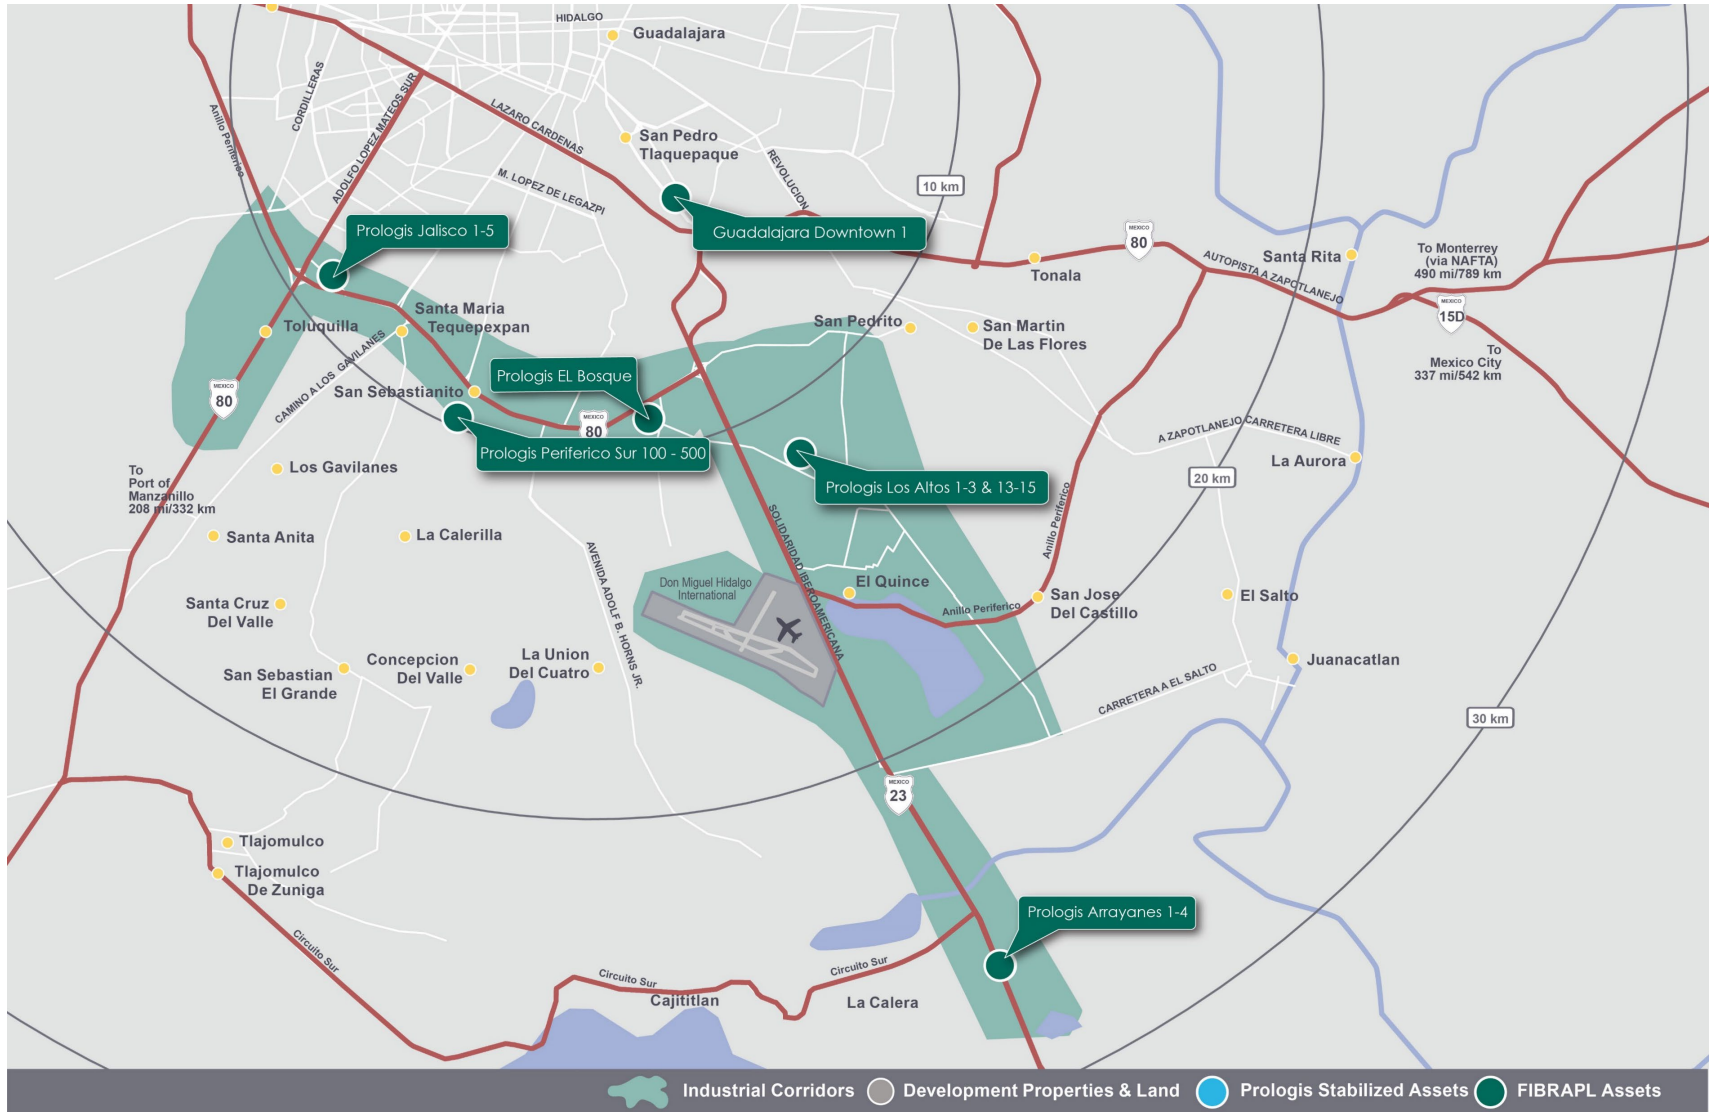 HIDALGO
Guadalajara
CORDILLERAS
Anillo Periferico
ADOLFO LOPEZ MATEOS SUR
LAZARO CARDENAS
San Pedro
Tlaquepaque
REVOLUCION
M. LOPEZ DE LEGAZPI
10 km
Prologis Jalisco 1-5
Guadalajara Downtown 1
MEXICO
80
Tonala
AUTOPISTA A ZAPOTLANEJO
Santa Rita
To Monterrey
(via NAFTA)
490 mi/789 km
MEXICO
15D
Santa Maria
Tequepexpan
Toluquilla
San Pedrito
San Martin
De Las Flores
To
Mexico City
337 mi/542 km
CAMINO A LOS GAVILANES
San Sebastianito
Prologis EL Bosque
MEXICO
80
MEXICO
80
Prologis Periferico Sur 100 - 500
A ZAPOTLANEJO CARRETERA LIBRE
La Aurora
Los Gavilanes
To
Port of
Manzanillo
208 mi/332 km
Prologis Los Altos 1-3 & 13-15
20 km
Santa Anita
La Calerilla
SOLIDARIDAD IBEROAMERICANA
Anillo Periferico
AVENIDA ADOLF B. HORNS JR.
Don Miguel Hidalgo
International
El Quince
Anillo Periferico
San Jose
Del Castillo
El Salto
Santa Cruz
Del Valle
San Sebastian
El Grande
Concepcion
Del Valle
La Union
Del Cuatro
CARRETERA A EL SALTO
Juanacatlan
30 km
MEXICO
23
Tlajomulco
Tlajomulco
De Zuniga
Prologis Arrayanes 1-4
Circuito Sur
Circuito Sur
Circuito Sur
Cajititlan
La Calera
Industrial Corridors
Development Properties & Land
Prologis Stabilized Assets
FIBRAPL Assets